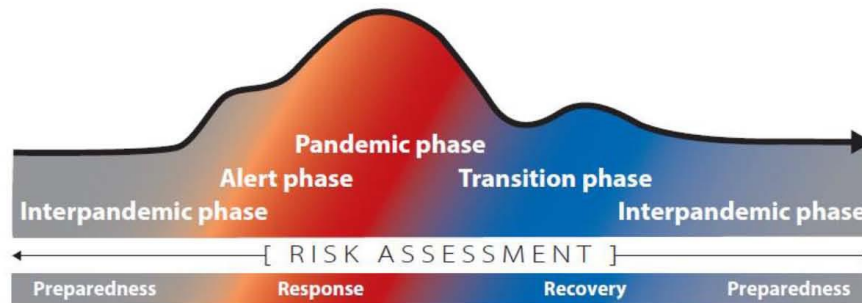 Pandemic phase
Alert phase
Transition phase
Interpandemic phase
Interpandemic phase
[ RISK ASSESSMENT ]
Preparedness
Response
Recovery
Preparedness